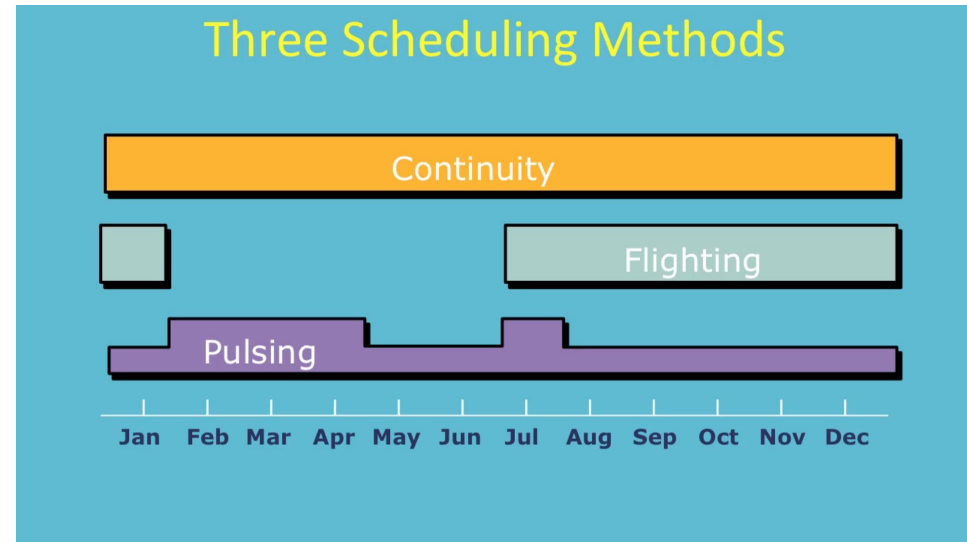 Three Scheduling Methods
Continuity
Flighting
Pulsing
Jan Feb Mar Apr May Jun Jul Aug Sep Oct Nov Dec